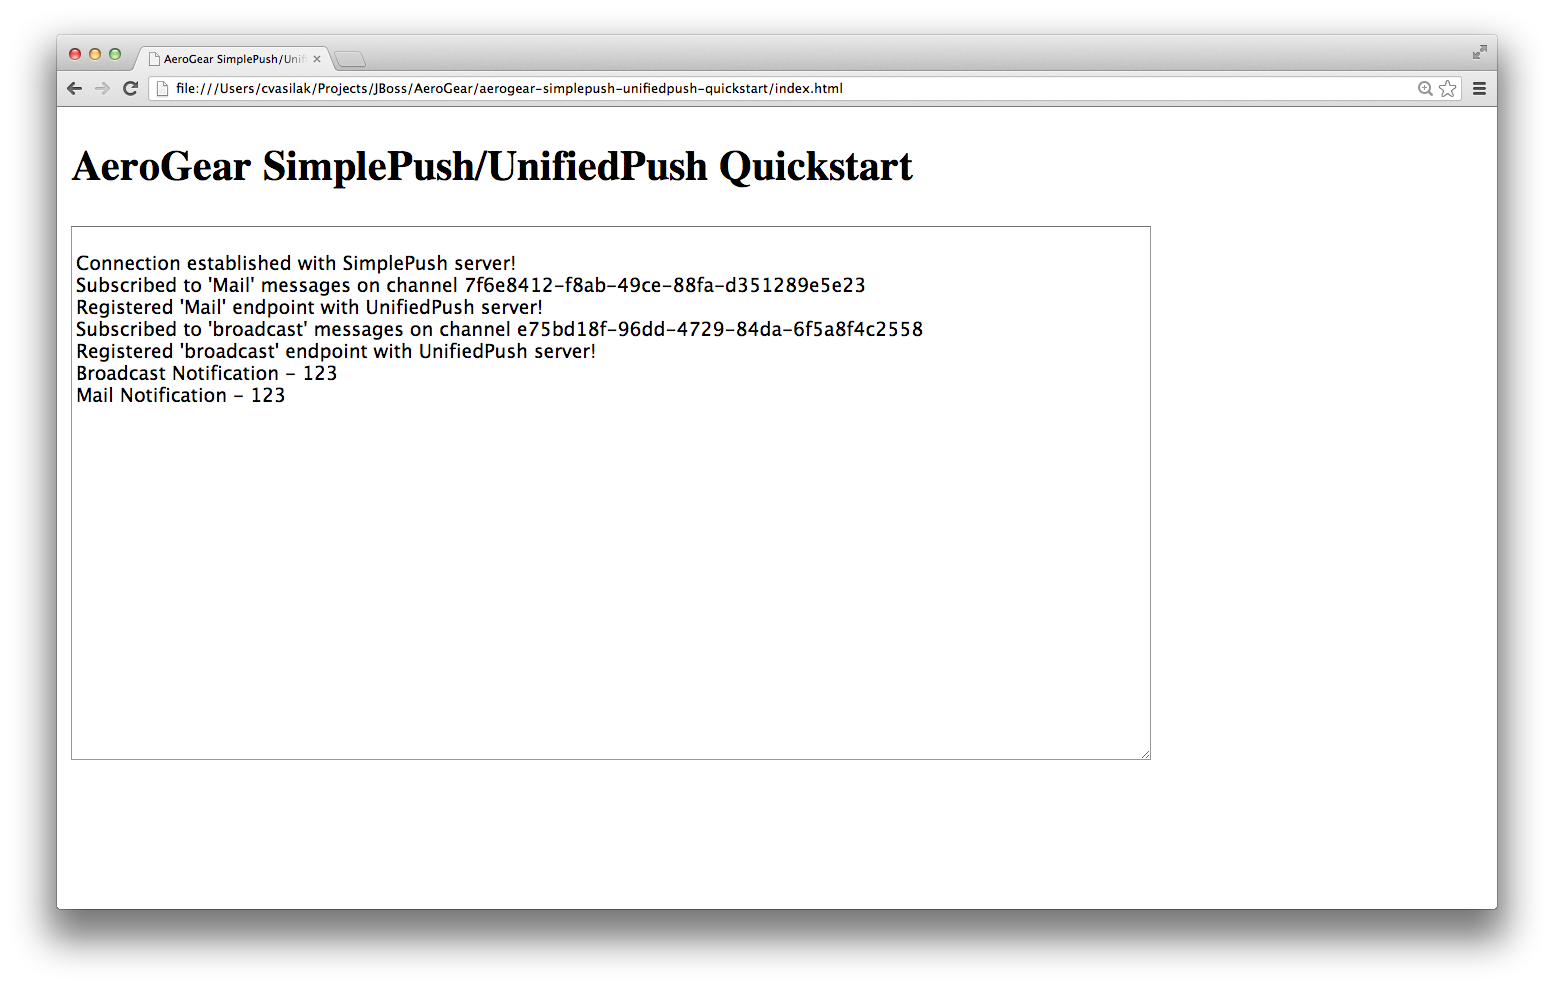 AeroGear SimplePush/Unif
file:///Users/cvasilak/Projects/JBoss/AeroGear/aerogear-simplepush-unifiedpush-quickstart/index.html
AeroGear SimplePush/UnifiedPush Quickstart
Connection established with SimplePush server!
Subscribed to 'Mail' messages on channel 7f6e8412-f8ab-49ce-88fa-d351289e5e23
Registered 'Mail' endpoint with UnifiedPush server!
Subscribed to 'broadcast' messages on channel e75bd18f-96dd-4729-84da-6f5a8f4c2558
Registered 'broadcast' endpoint with UnifiedPush server!
Broadcast Notification - 123
Mail Notification - 123